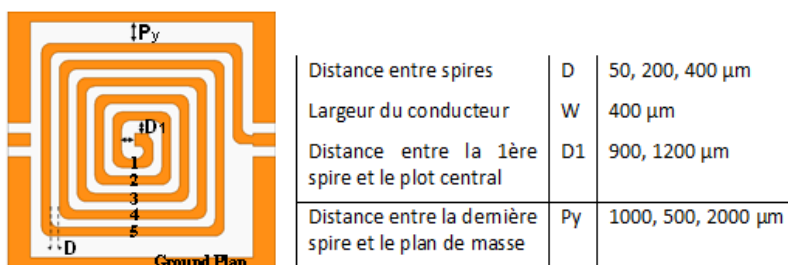 Py
D1
1
2
3
4
5
D
Ground Plan
Distance entre spires D 50, 200, 400 µm
Largeur du conducteur W 400 µm
Distance entre la 1ère
spire et le plot central D1 900, 1200 µm
Distance entre la dernière
spire et le plan de masse Py 1000, 500, 2000 µm